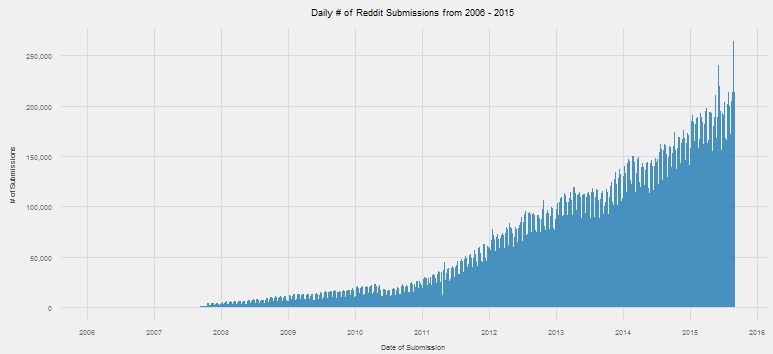 Daily # of Reddit Submissions from 2006 - 2015
# of Submissions
250,000
200,000
150,000
100,000
50,000
0
2006 2007 2008 2009 2010 2011 2012 2013 2014 2015 2016
Date of Submission